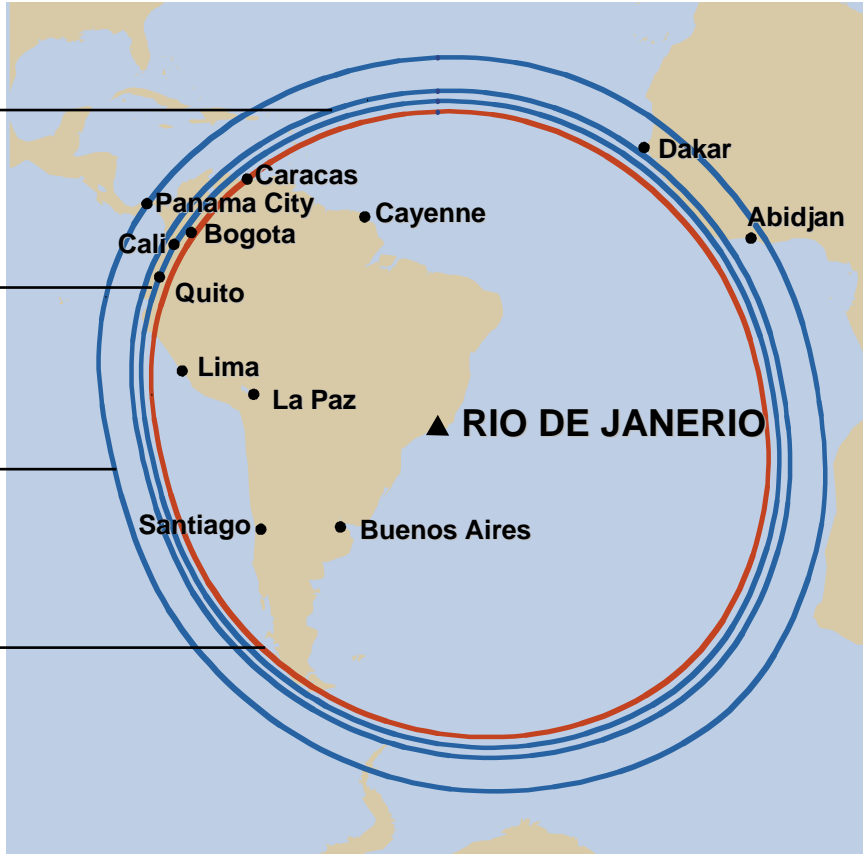 Dakar
Caracas
Panama City
Cayenne
Abidjan
Bogota
Cali
Quito
Lima
La Paz
RIO DE JANERIO
Santiago
Buenos Aires